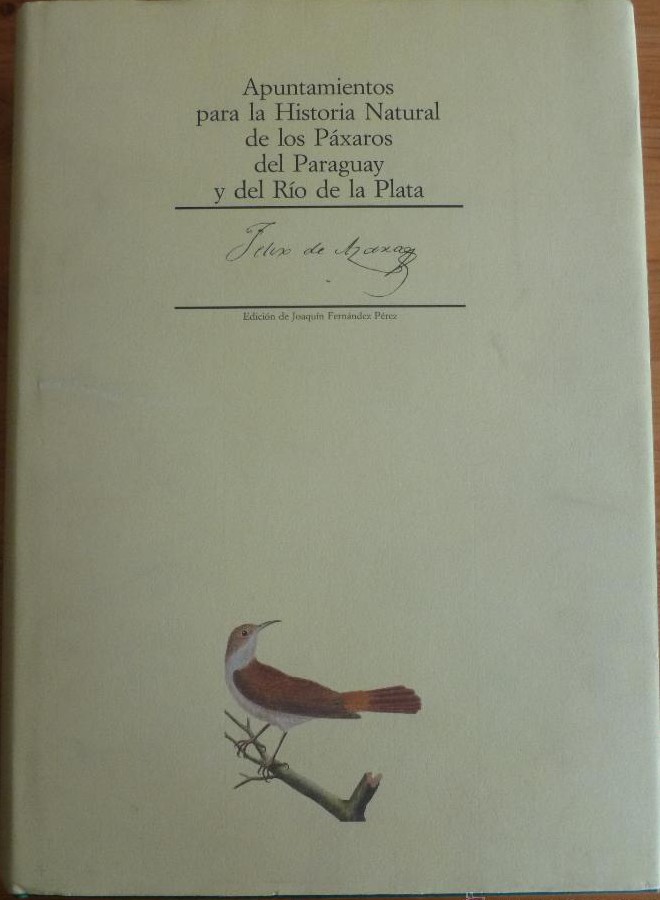 Apuntamientos
para la Historia Natural
de los Páxaros
del Paraguay
y del Río de la Plata
Felix de Azara
Edición de Joaquín Fernández Pérez